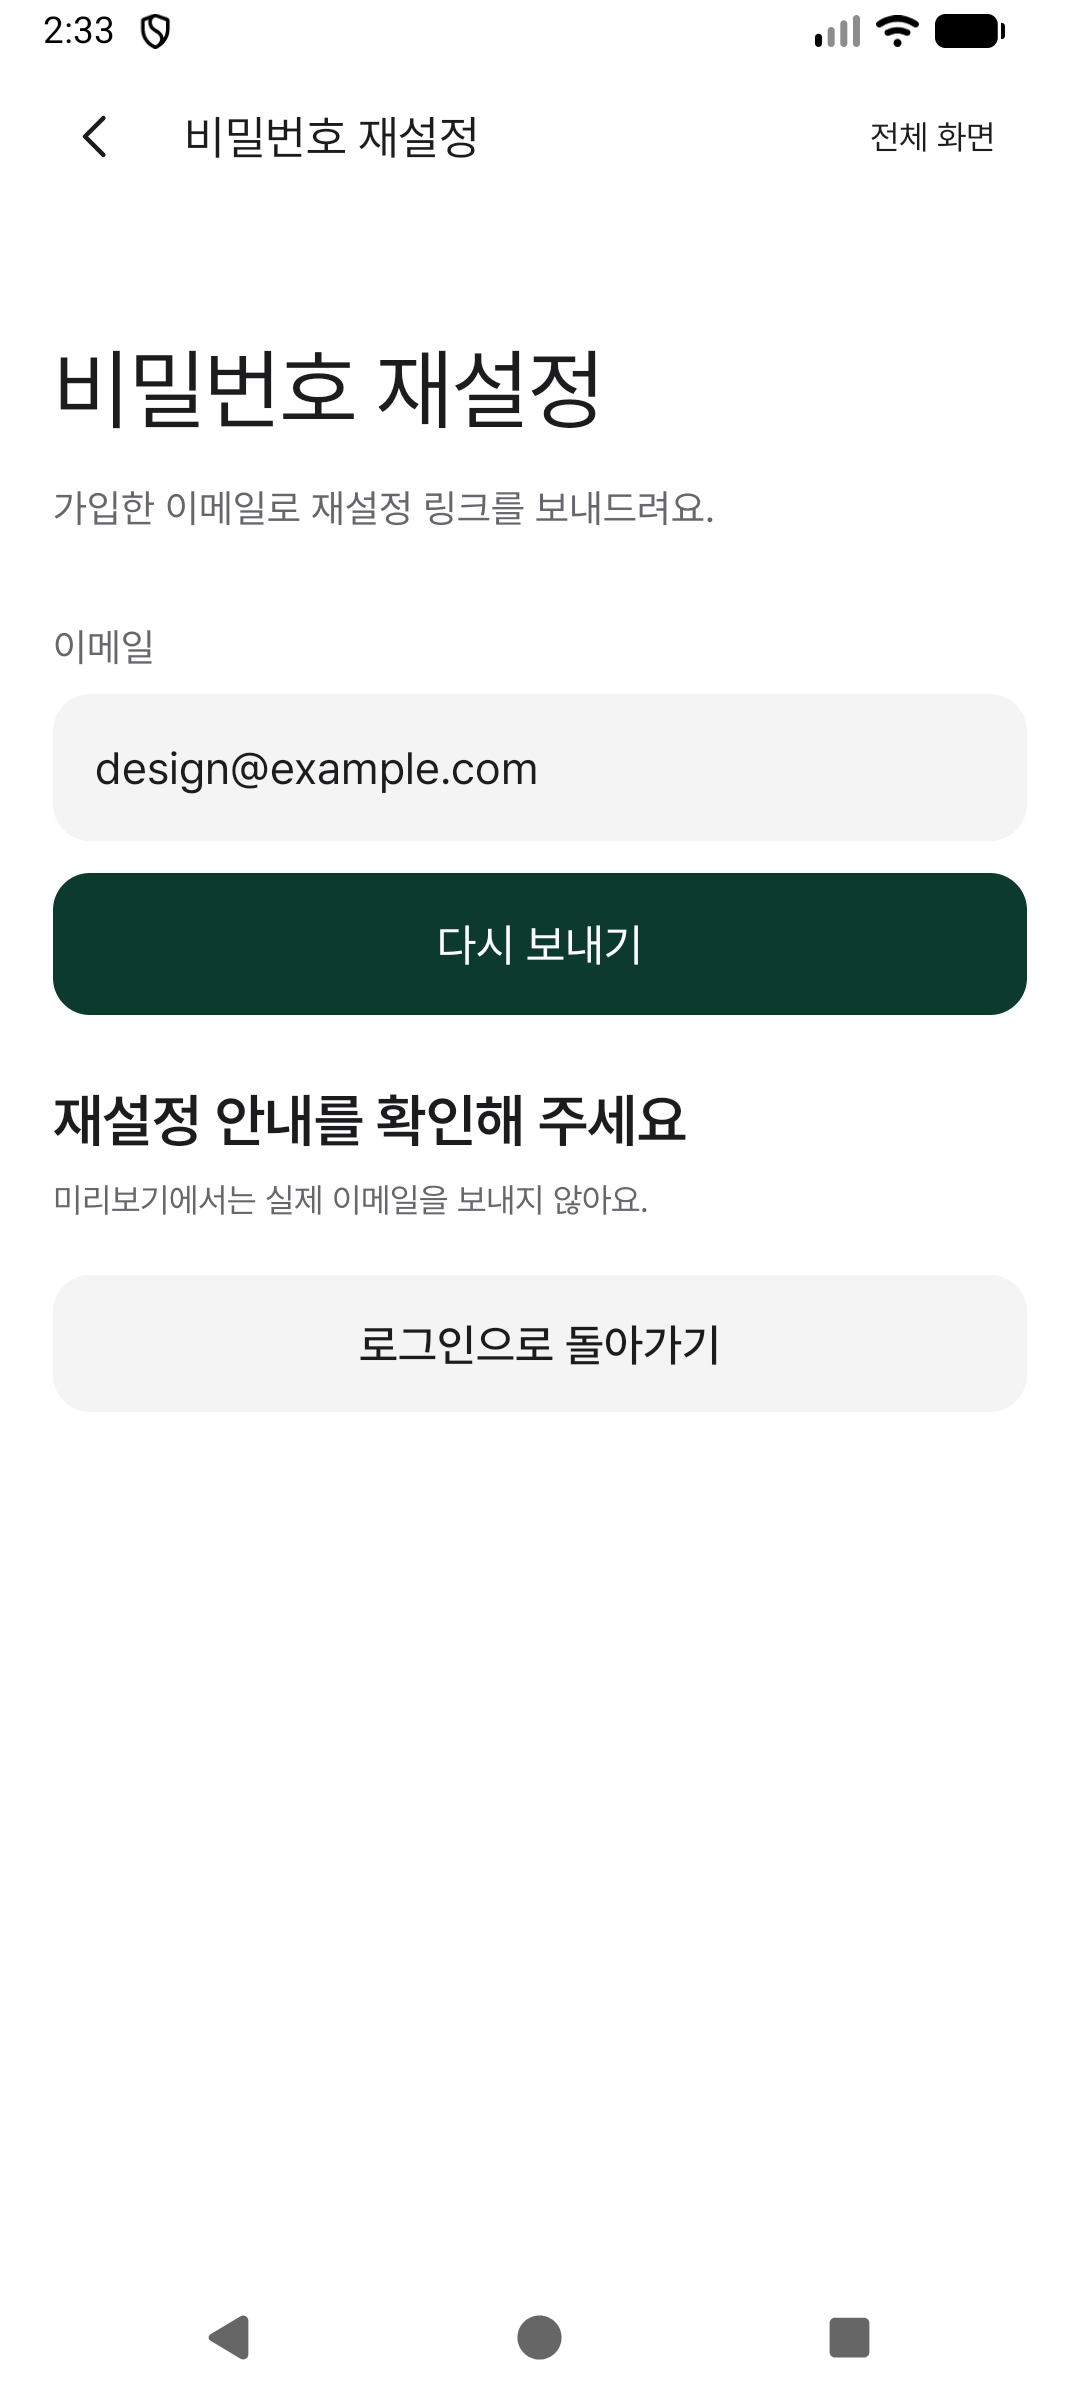 2:33
비밀번호 재설정
전체 화면
비밀번호 재설정
가입한 이메일로 재설정 링크를 보내드려요.
이메일
design@example.com
다시 보내기
재설정 안내를 확인해 주세요
미리보기에서는 실제 이메일을 보내지 않아요.
로그인으로 돌아가기